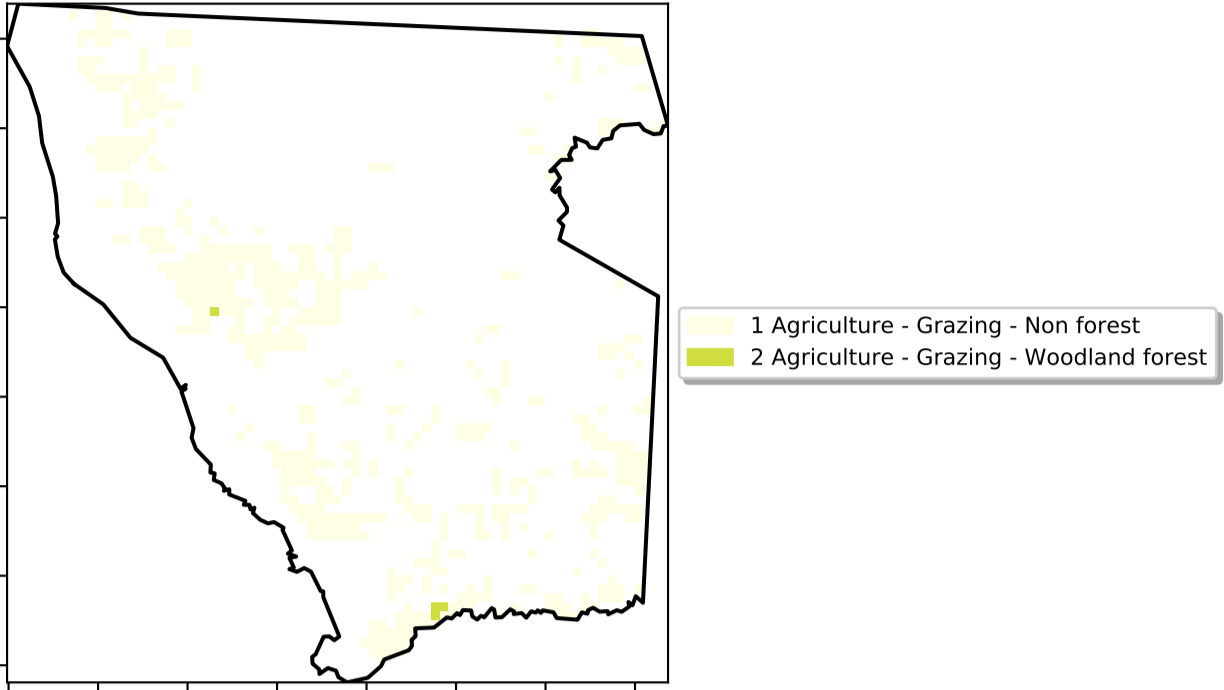 1 Agriculture - Grazing - Non forest
2 Agriculture - Grazing - Woodland forest